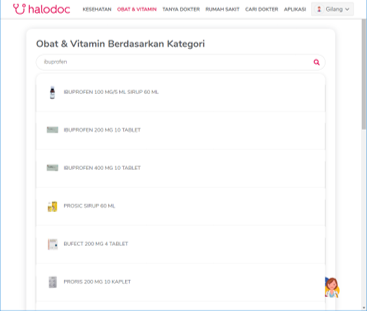 halodoc
KESEHATAN OBAT & VITAMIN TANYA DOKTER RUMAH SAKIT CARI DOKTER APLIKASI Gilang
Obat & Vitamin Berdasarkan Kategori
Ibuprofen
IBUPROFEN 100 MG/5 ML SIRUP 60 ML
IBUPROFEN 200 MG 10 TABLET
IBUPROFEN 400 MG 10 TABLET
PROGIC SIRUP 60 ML
BUFECT 200 MG 4 TABLET
PRORIS 200 MG 10 KAPLET